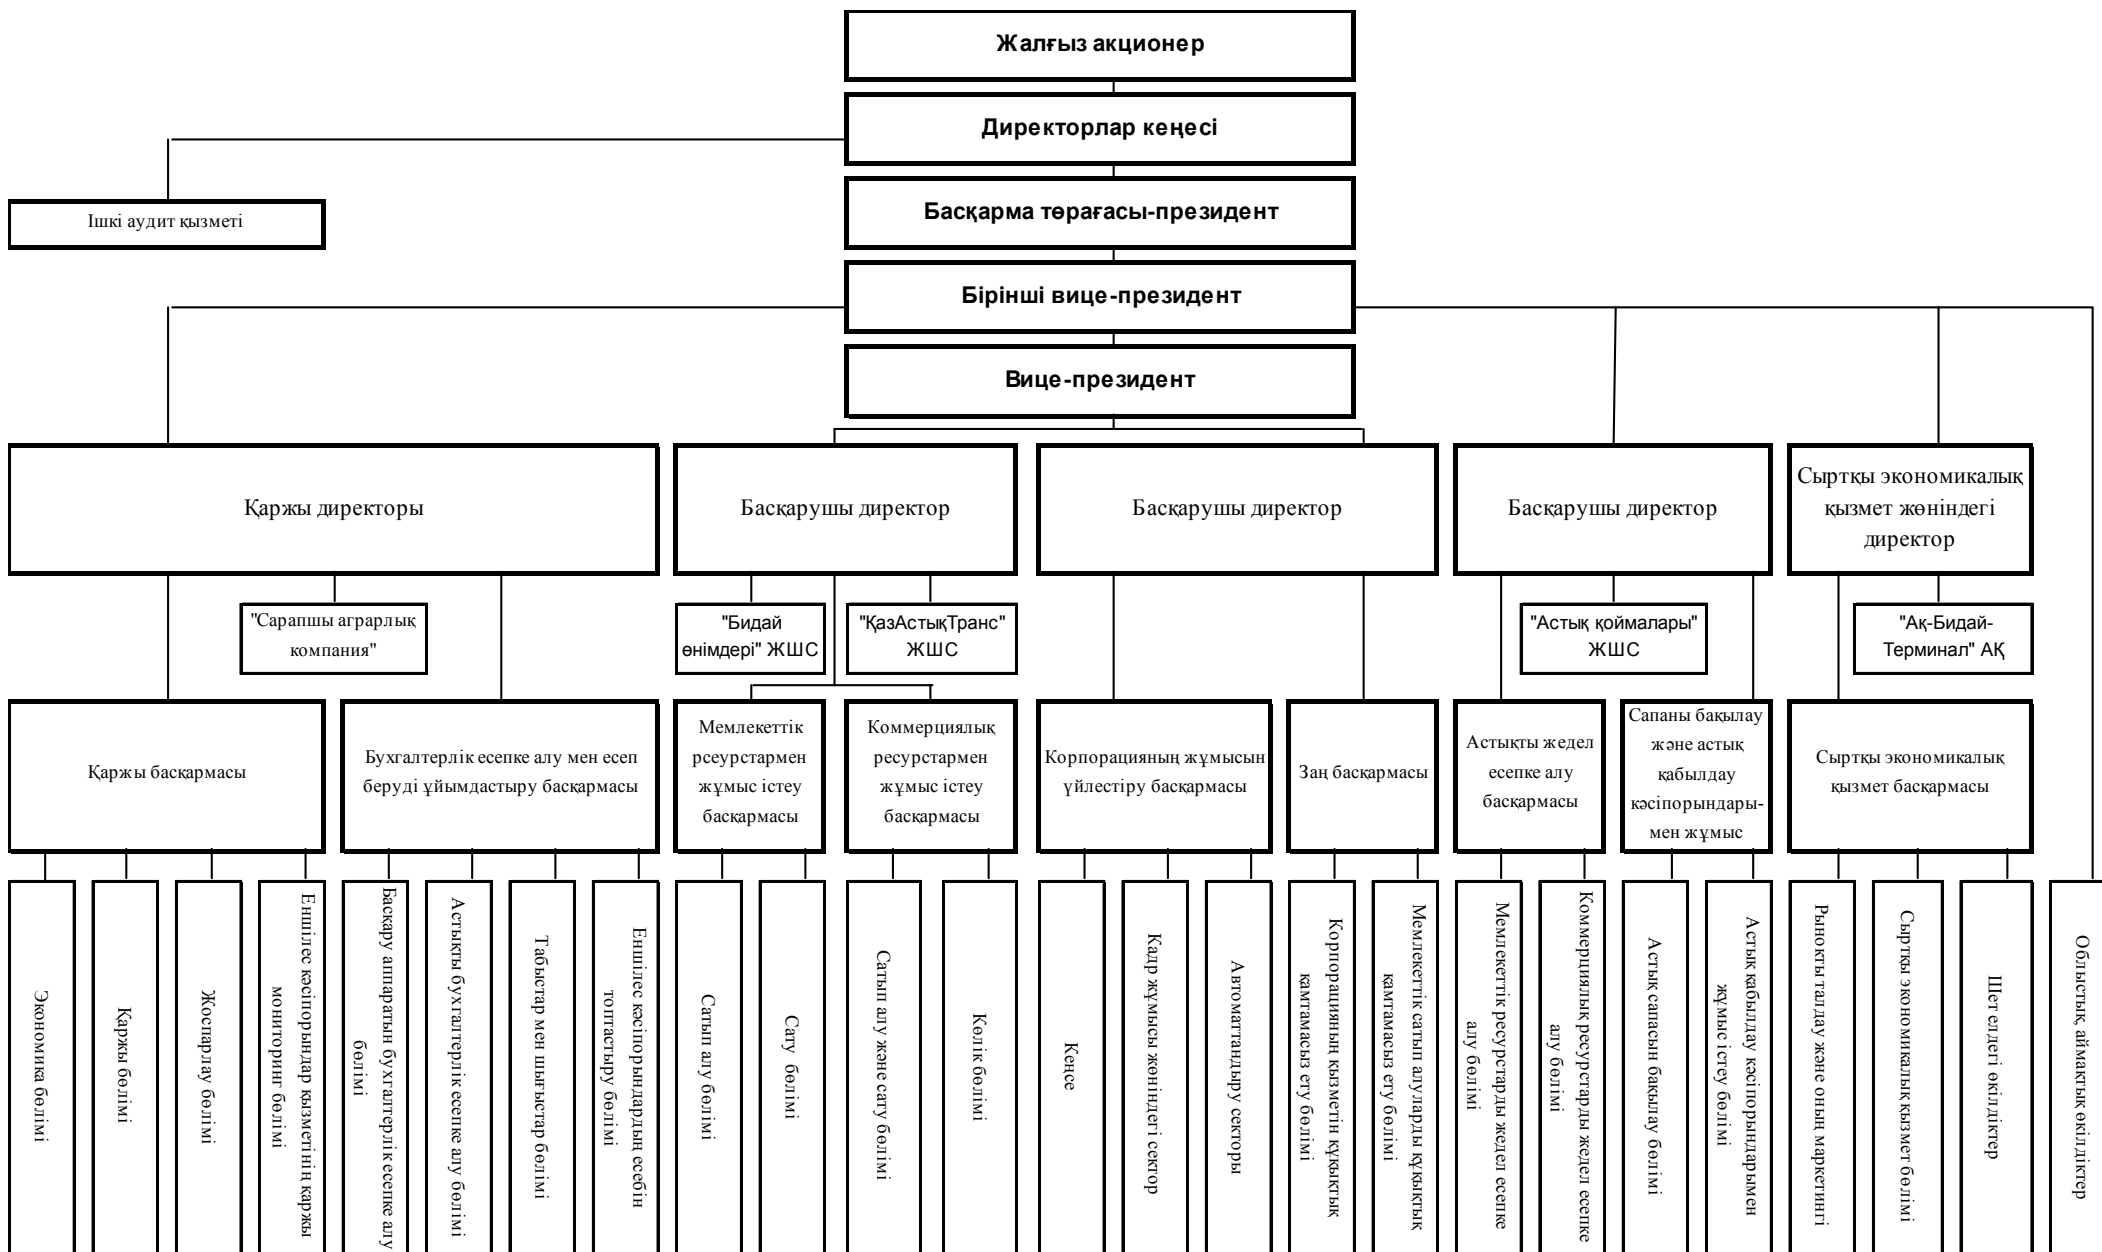 Жалғыз акционер
Директорлар кеңесі
Ішкі аудит қызметі
Басқарма төрағасы-президент
Бірінші вице-президент
Вице-президент
Қаржы директоры
Басқарушы директор
Басқарушы директор
Басқарушы директор
Сыртқы экономикалық
қызмет жөніндегі
директор
"Сарапшы аграрлық
компания"
"Бидай
өнімдері" ЖШС
"ҚазАстықТранс"
ЖШС
"Астық қоймалары"
ЖШС
"Ақ-Бидай-
Терминал" АҚ
Қаржы басқармасы
Бухгалтерлік есепке алу мен есеп
беруді ұйымдастыру басқармасы
Мемлекеттік
рсеурстармен
жұмыс істеу
басқармасы
Коммерциялық
ресурстармен
жұмыс істеу
басқармасы
Корпорацияның жұмысын
үйлестіру басқармасы
Заң басқармасы
Астықты жедел
есепке алу
басқармасы
Сапаны бақылау
және астық
қабылдау
кәсіпорындары-
мен жұмыс
Сыртқы экономикалық
қызмет басқармасы
Экономика бөлімі
Қаржы бөлімі
Жоспарлау бөлімі
Еншілес кәсіпорындар қызметінің қаржы
мониторинг бөлімі
Басқару аппаратын бухгалтерлік есепке алу
бөлімі
Астықты бухгалтерлік есепке алу бөлімі
Табыстар мен шығыстар бөлімі
Еншілес кәсіпорындардың есебін
топтастыру бөлімі
Сатып алу бөлімі
Сату бөлімі
Сатып алу және сату бөлімі
Көлік бөлімі
Кеңсе
Кадр жұмысы жөніндегі сектор
Автоматтандыру секторы
Корпорацияның қызметін құқықтық
қамтамасыз ету бөлімі
Мемлекеттік сатып алуларды құқықтық
қамтамасыз ету бөлімі
Мемлекеттік ресурстарды жедел есепке
алу бөлімі
Коммерциялық ресурстарды жедел есепке
алу бөлімі
Астық сапасын бақылау бөлімі
Астық қабылдау кәсіпорындарымен
жұмыс істеу бөлімі
Рынокты талдау және оның маркетингі
Сыртқы экономикалық қызмет бөлімі
Шет елдегі өкілдіктер
Облыстық, аймақтық өкілдіктер